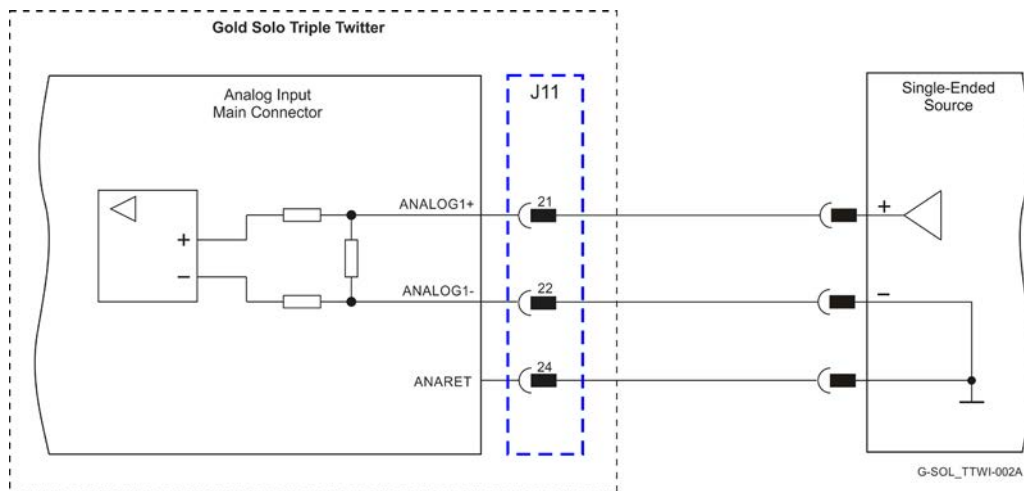 Gold Solo Triple Twitter
Analog Input
Main Connector
J11
Single-Ended
Source
ANALOG1+
21
+
+
-
ANALOG1-
22
-
ANARET
24
G-SOL_TTWI-002A